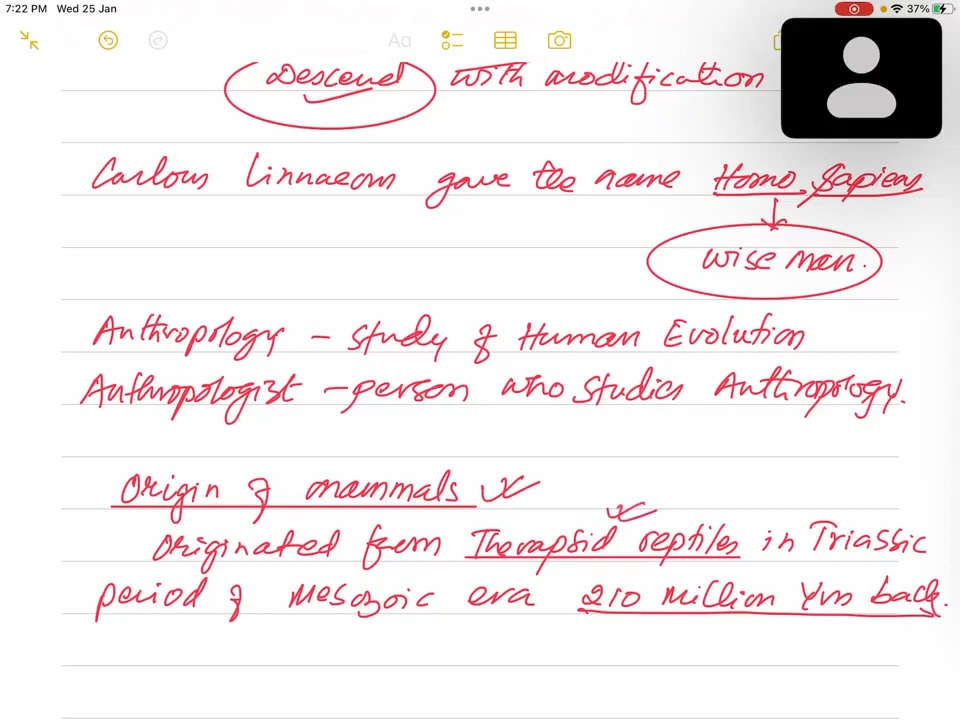 7:22 PM Wed 25 Jan
37%
Aa
Descend with modification
Carlous Linnaeous gave the name Homo Sapiens
wise man.
Anthropology - study of Human Evolution
Anthropologist - person who studies Anthropology.
Origin of mammals
Originated from Therapsid reptiles in Triassic
period of Mesozoic era 210 Million Yrs back.